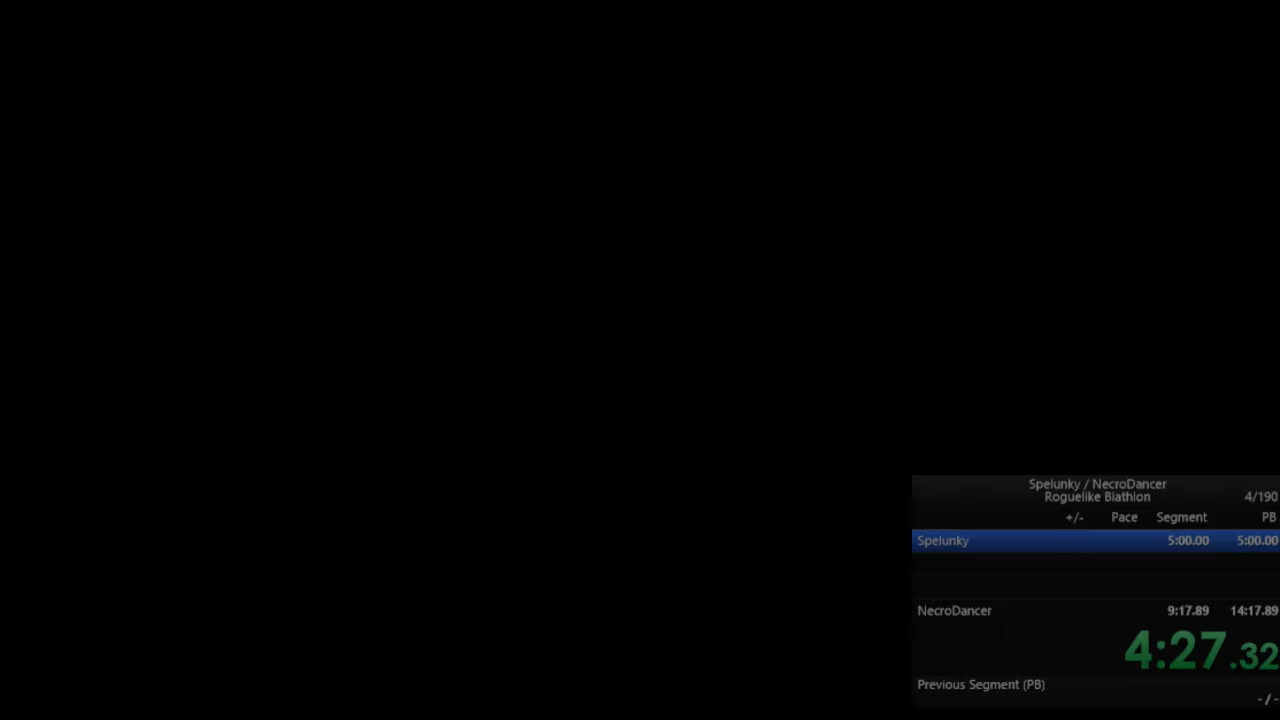 Spelunky / NecroDancer
Roguelike Biathlon 4/190
+/- Pace Segment PB
Spelunky 5:00.00 5:00.00
NecroDancer 9:17.89 14:17.89
4:27.32
Previous Segment (PB)
- / -